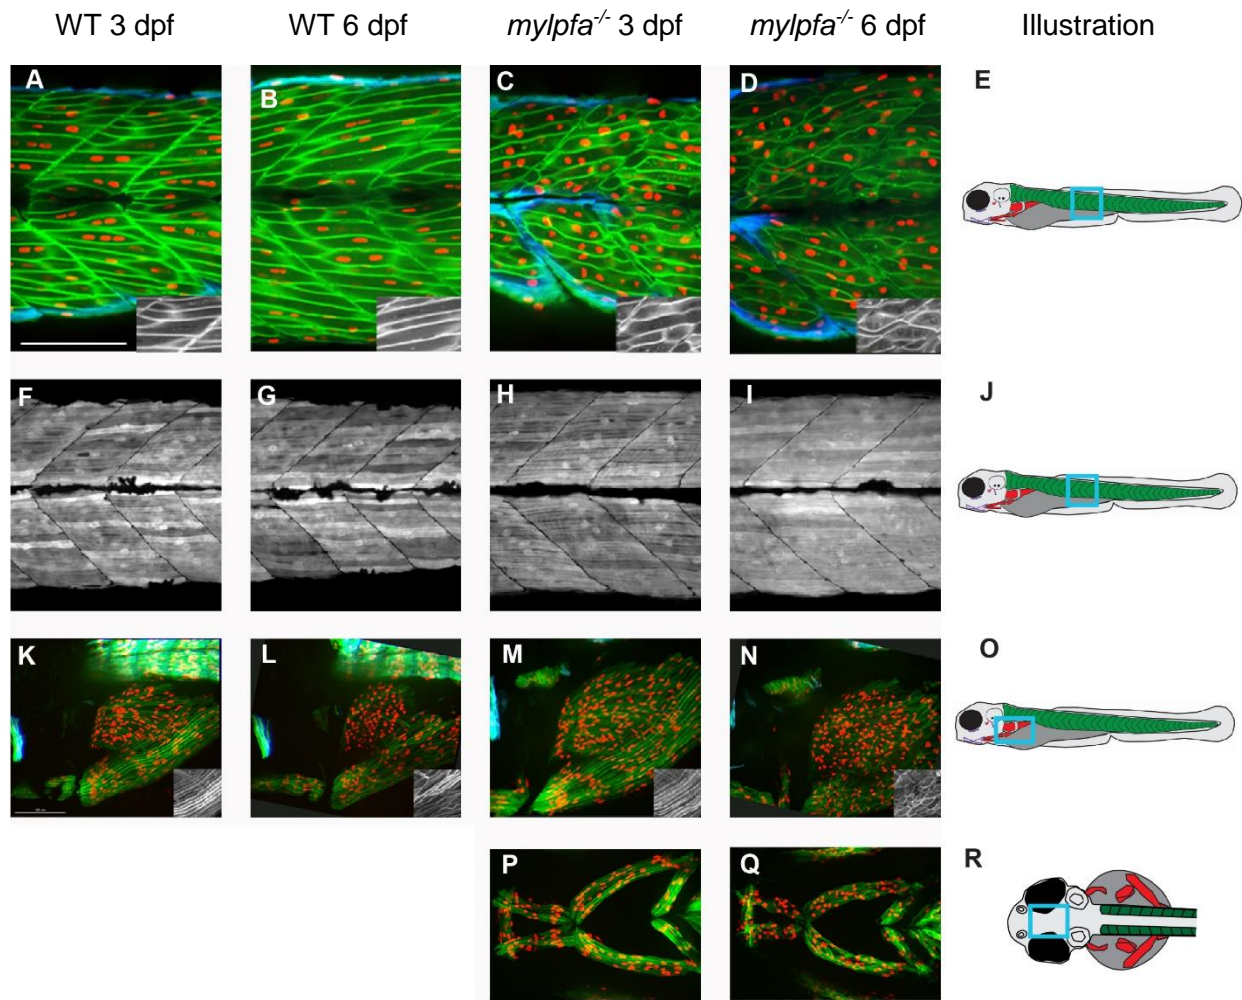 WT 3 dpf WT 6 dpf mylpfa-/- 3 dpf mylpfa-/- 6 dpf Illustration
A B C D E
F G H I J
K L M N O
P Q R